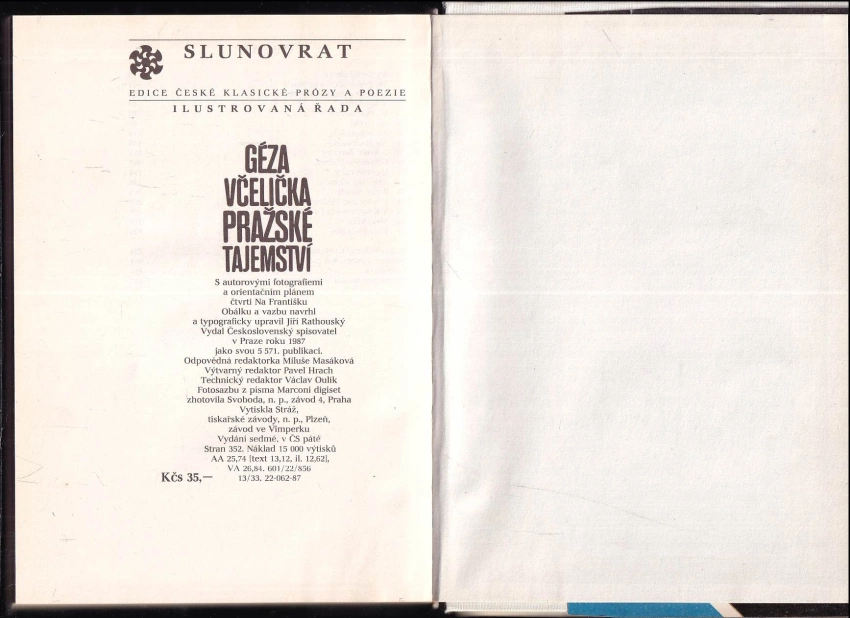 SLUNOVRAT
EDICE ČESKÉ KLASICKÉ PRÓZY A POEZIE
ILUSTROVANÁ ŘADA
GÉZA
VČELIČKA
PRAŽSKÉ
TAJEMSTVÍ
S autorovými fotografiemi
a orientačním plánem
čtvrti Na Františku
Obálku a vazbu navrhl
a typograficky upravil Jiří Rathouský
Vydal Československý spisovatel
v Praze roku 1987
jako svou 5 571. publikaci.
Odpovědná redaktorka Miluše Masáková
Výtvarný redaktor Pavel Hrach
Technický redaktor Václav Oulík
Fotosazbu z písma Marconi digiset
zhotovila Svoboda, n. p., závod 4, Praha
Vytiskla Stráž,
tiskařské závody, n. p., Plzeň,
závod ve Vimperku
Vydání sedmé, v ČS páté
Stran 352. Náklad 15 000 výtisků
AA 25,74 [text 13,12, il. 12,62],
VA 26,84. 601/22/856
Kčs 35,— 13/33. 22-062-87